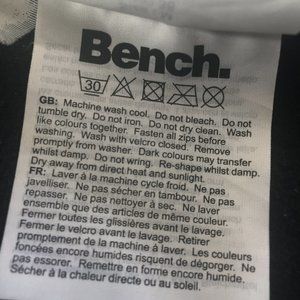 Bench.
30
GB: Machine wash cool. Do not bleach. Do not
tumble dry. Do not iron. Do not dry clean. Wash
like colours together. Fasten all zips before
washing. Wash with velcro closed. Remove
promptly from washer. Dark colours may transfer
whilst damp. Do not wring. Re-shape whilst damp.
Dry away from direct heat and sunlight.
FR: Laver à la machine cycle froid. Ne pas
javelliser. Ne pas sécher en tambour. Ne pas
repasser. Ne pas nettoyer à sec. Ne laver
ensemble que des articles de même couleur.
Fermer toutes les glissières avant le lavage.
Fermer le velcro avant le lavage. Retirer
promptement de la machine à laver. Les couleurs
foncées encore humides risquent de dégorger. Ne
pas essorer. Remettre en forme encore humide.
Sécher à la chaleur directe ou au soleil.